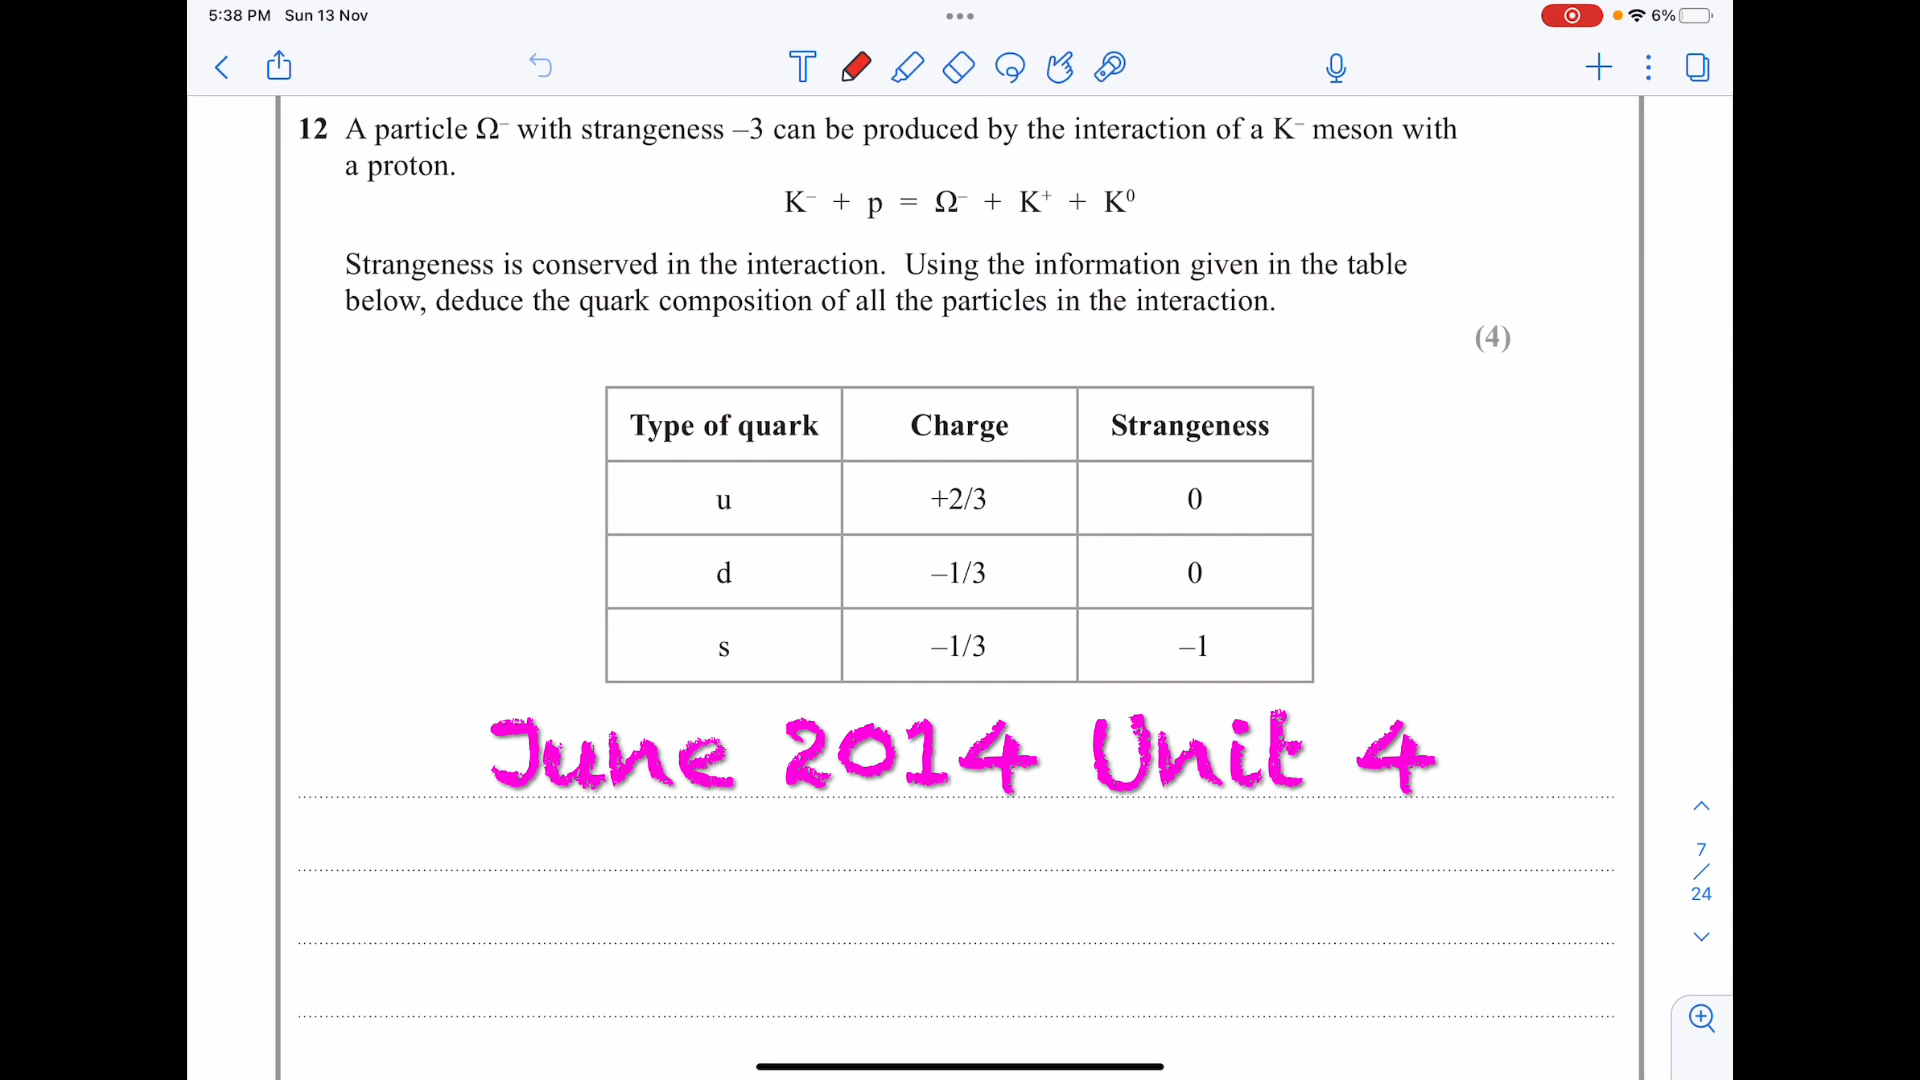 5:38 PM Sun 13 Nov
6%
T
12 A particle Ω⁻ with strangeness –3 can be produced by the interaction of a K⁻ meson with
a proton.
K⁻ + p = Ω⁻ + K⁺ + K⁰
Strangeness is conserved in the interaction. Using the information given in the table
below, deduce the quark composition of all the particles in the interaction.
(4)
Type of quark Charge Strangeness
u +2/3 0
d –1/3 0
s –1/3 –1
June 2014 Unit 4
7
/
24